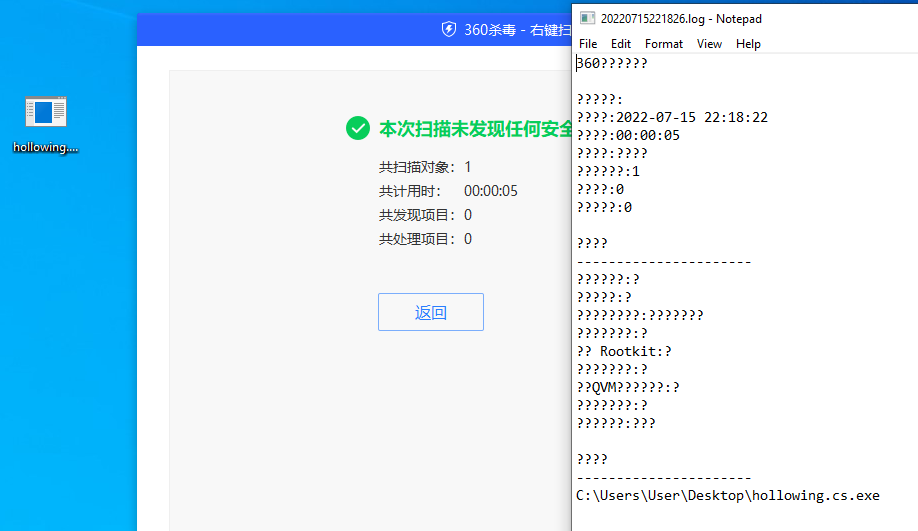 hollowing....
360杀毒 - 右键扫
本次扫描未发现任何安全
共扫描对象: 1
共计用时: 00:00:05
共发现项目: 0
共处理项目: 0
返回
20220715221826.log - Notepad
File Edit Format View Help
360??????
?????:
????:2022-07-15 22:18:22
????:00:00:05
????:????
??????:1
????:0
?????:0
????
----------------------
??????:?
?????:?
????????:???????
???????:?
?? Rootkit:?
???????:?
??QVM??????:?
???????:?
??????:???
????
----------------------
C:\Users\User\Desktop\hollowing.cs.exe